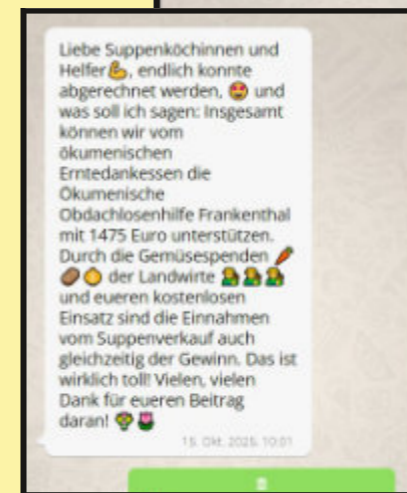 Liebe Suppenköchinnen und
Helfer💪, endlich konnte
abgerechnet werden, 🤩 und
was soll ich sagen: Insgesamt
können wir vom
ökumenischen
Erntedankessen die
Ökumenische
Obdachlosenhilfe Frankenthal
mit 1475 Euro unterstützen.
Durch die Gemüsespenden 🥕
🥔🧅 der Landwirte 👩‍🌾👩‍🌾👩‍🌾
und eueren kostenlosen
Einsatz sind die Einnahmen
vom Suppenverkauf auch
gleichzeitig der Gewinn. Das ist
wirklich toll! Vielen, vielen
Dank für eueren Beitrag
daran! 💐🌷
15. Okt. 2025, 10:01